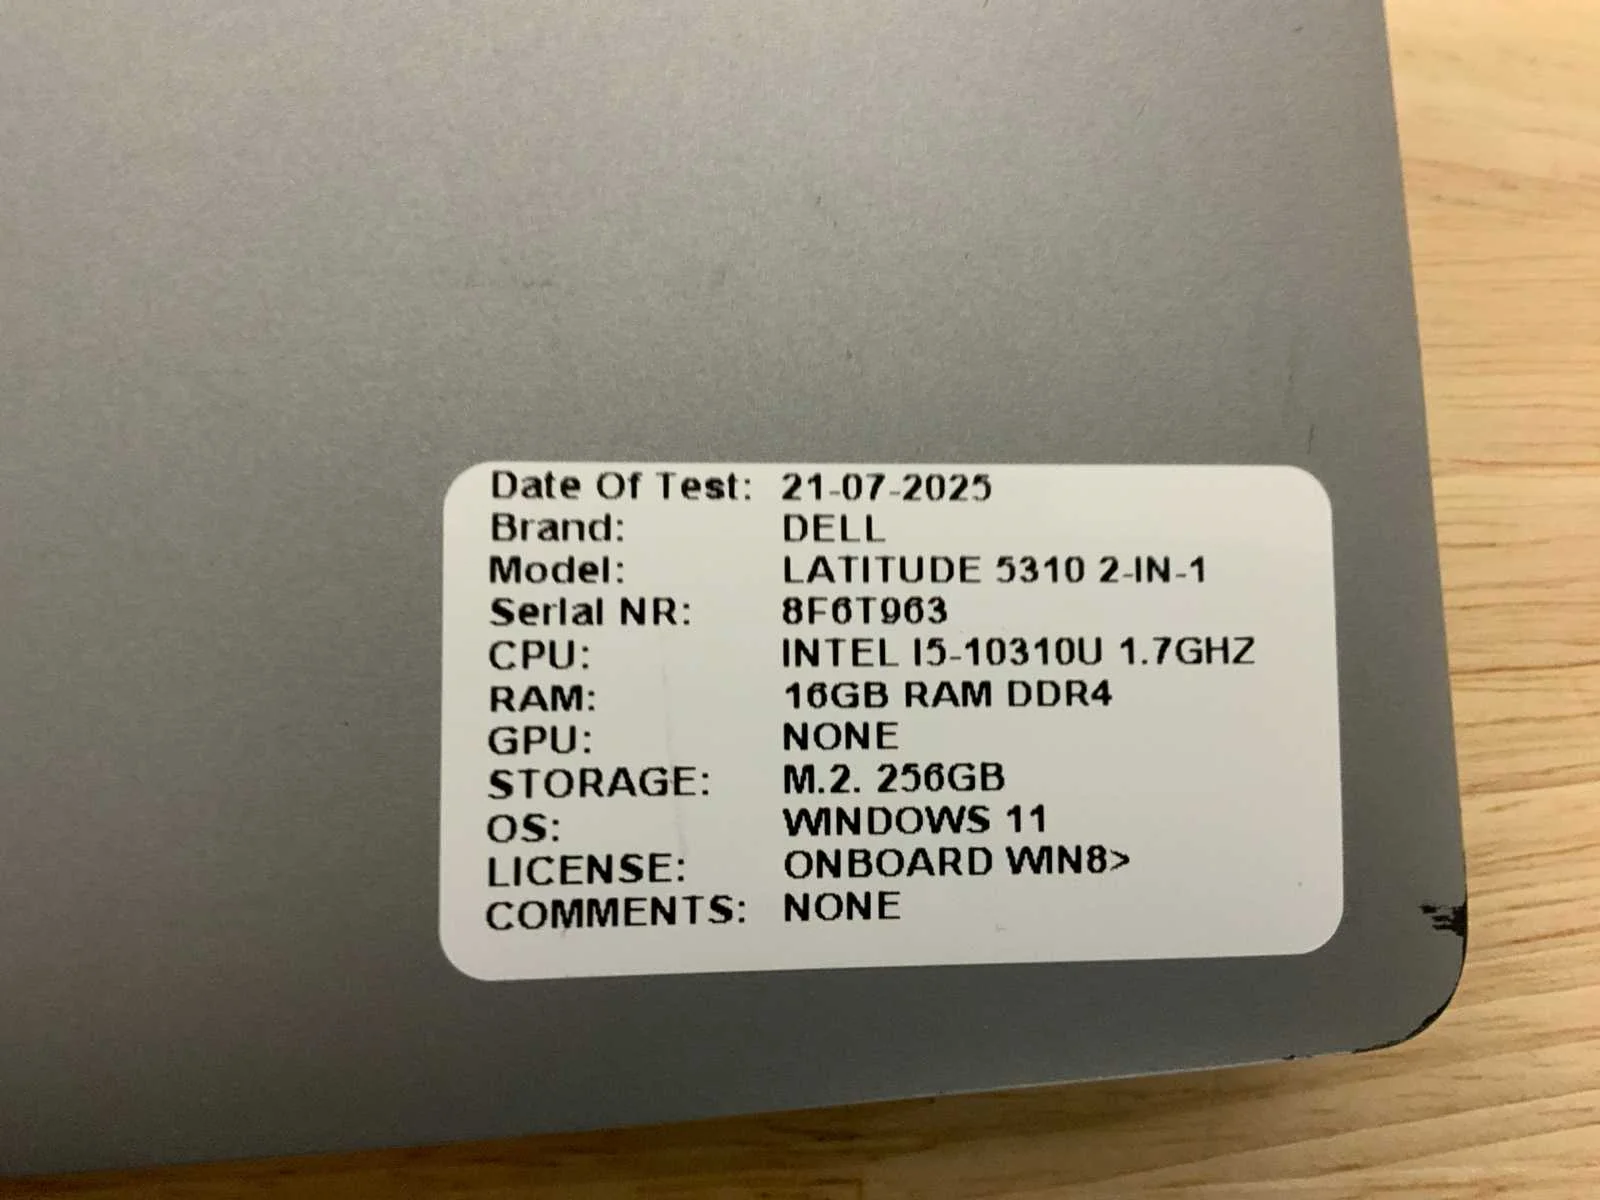 Date Of Test: 21-07-2025
Brand: DELL
Model: LATITUDE 5310 2-IN-1
Serial NR: 8F6T963
CPU: INTEL I5-10310U 1.7GHZ
RAM: 16GB RAM DDR4
GPU: NONE
STORAGE: M.2. 256GB
OS: WINDOWS 11
LICENSE: ONBOARD WIN8>
COMMENTS: NONE